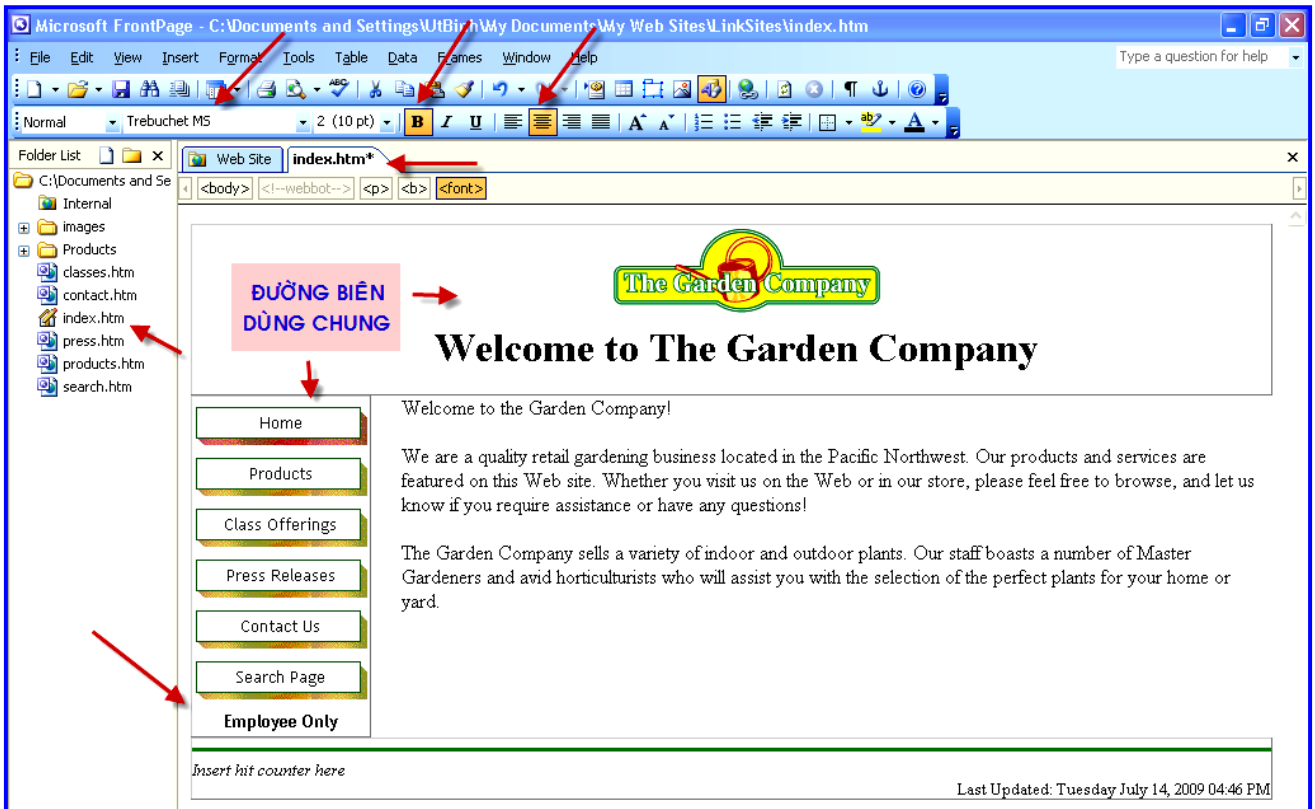 Microsoft FrontPage - C:\Documents and Settings\UtBinh\My Documents\My Web Sites\LinkSites\index.htm
File Edit View Insert Format Tools Table Data Frames Window Help Type a question for help
Normal Trebuchet MS 2 (10 pt) B I U
Folder List Web Site index.htm*
C:\Documents and Se <body> <!--webbot--> <p> <b> <font>
Internal
images
Products
classes.htm
contact.htm
index.htm
press.htm
products.htm
search.htm
ĐƯỜNG BIÊN
DÙNG CHUNG
The Garden Company
Welcome to The Garden Company
Home
Products
Class Offerings
Press Releases
Contact Us
Search Page
Employee Only
Welcome to the Garden Company!
We are a quality retail gardening business located in the Pacific Northwest. Our products and services are
featured on this Web site. Whether you visit us on the Web or in our store, please feel free to browse, and let us
know if you require assistance or have any questions!
The Garden Company sells a variety of indoor and outdoor plants. Our staff boasts a number of Master
Gardeners and avid horticulturists who will assist you with the selection of the perfect plants for your home or
yard.
Insert hit counter here
Last Updated: Tuesday July 14, 2009 04:46 PM